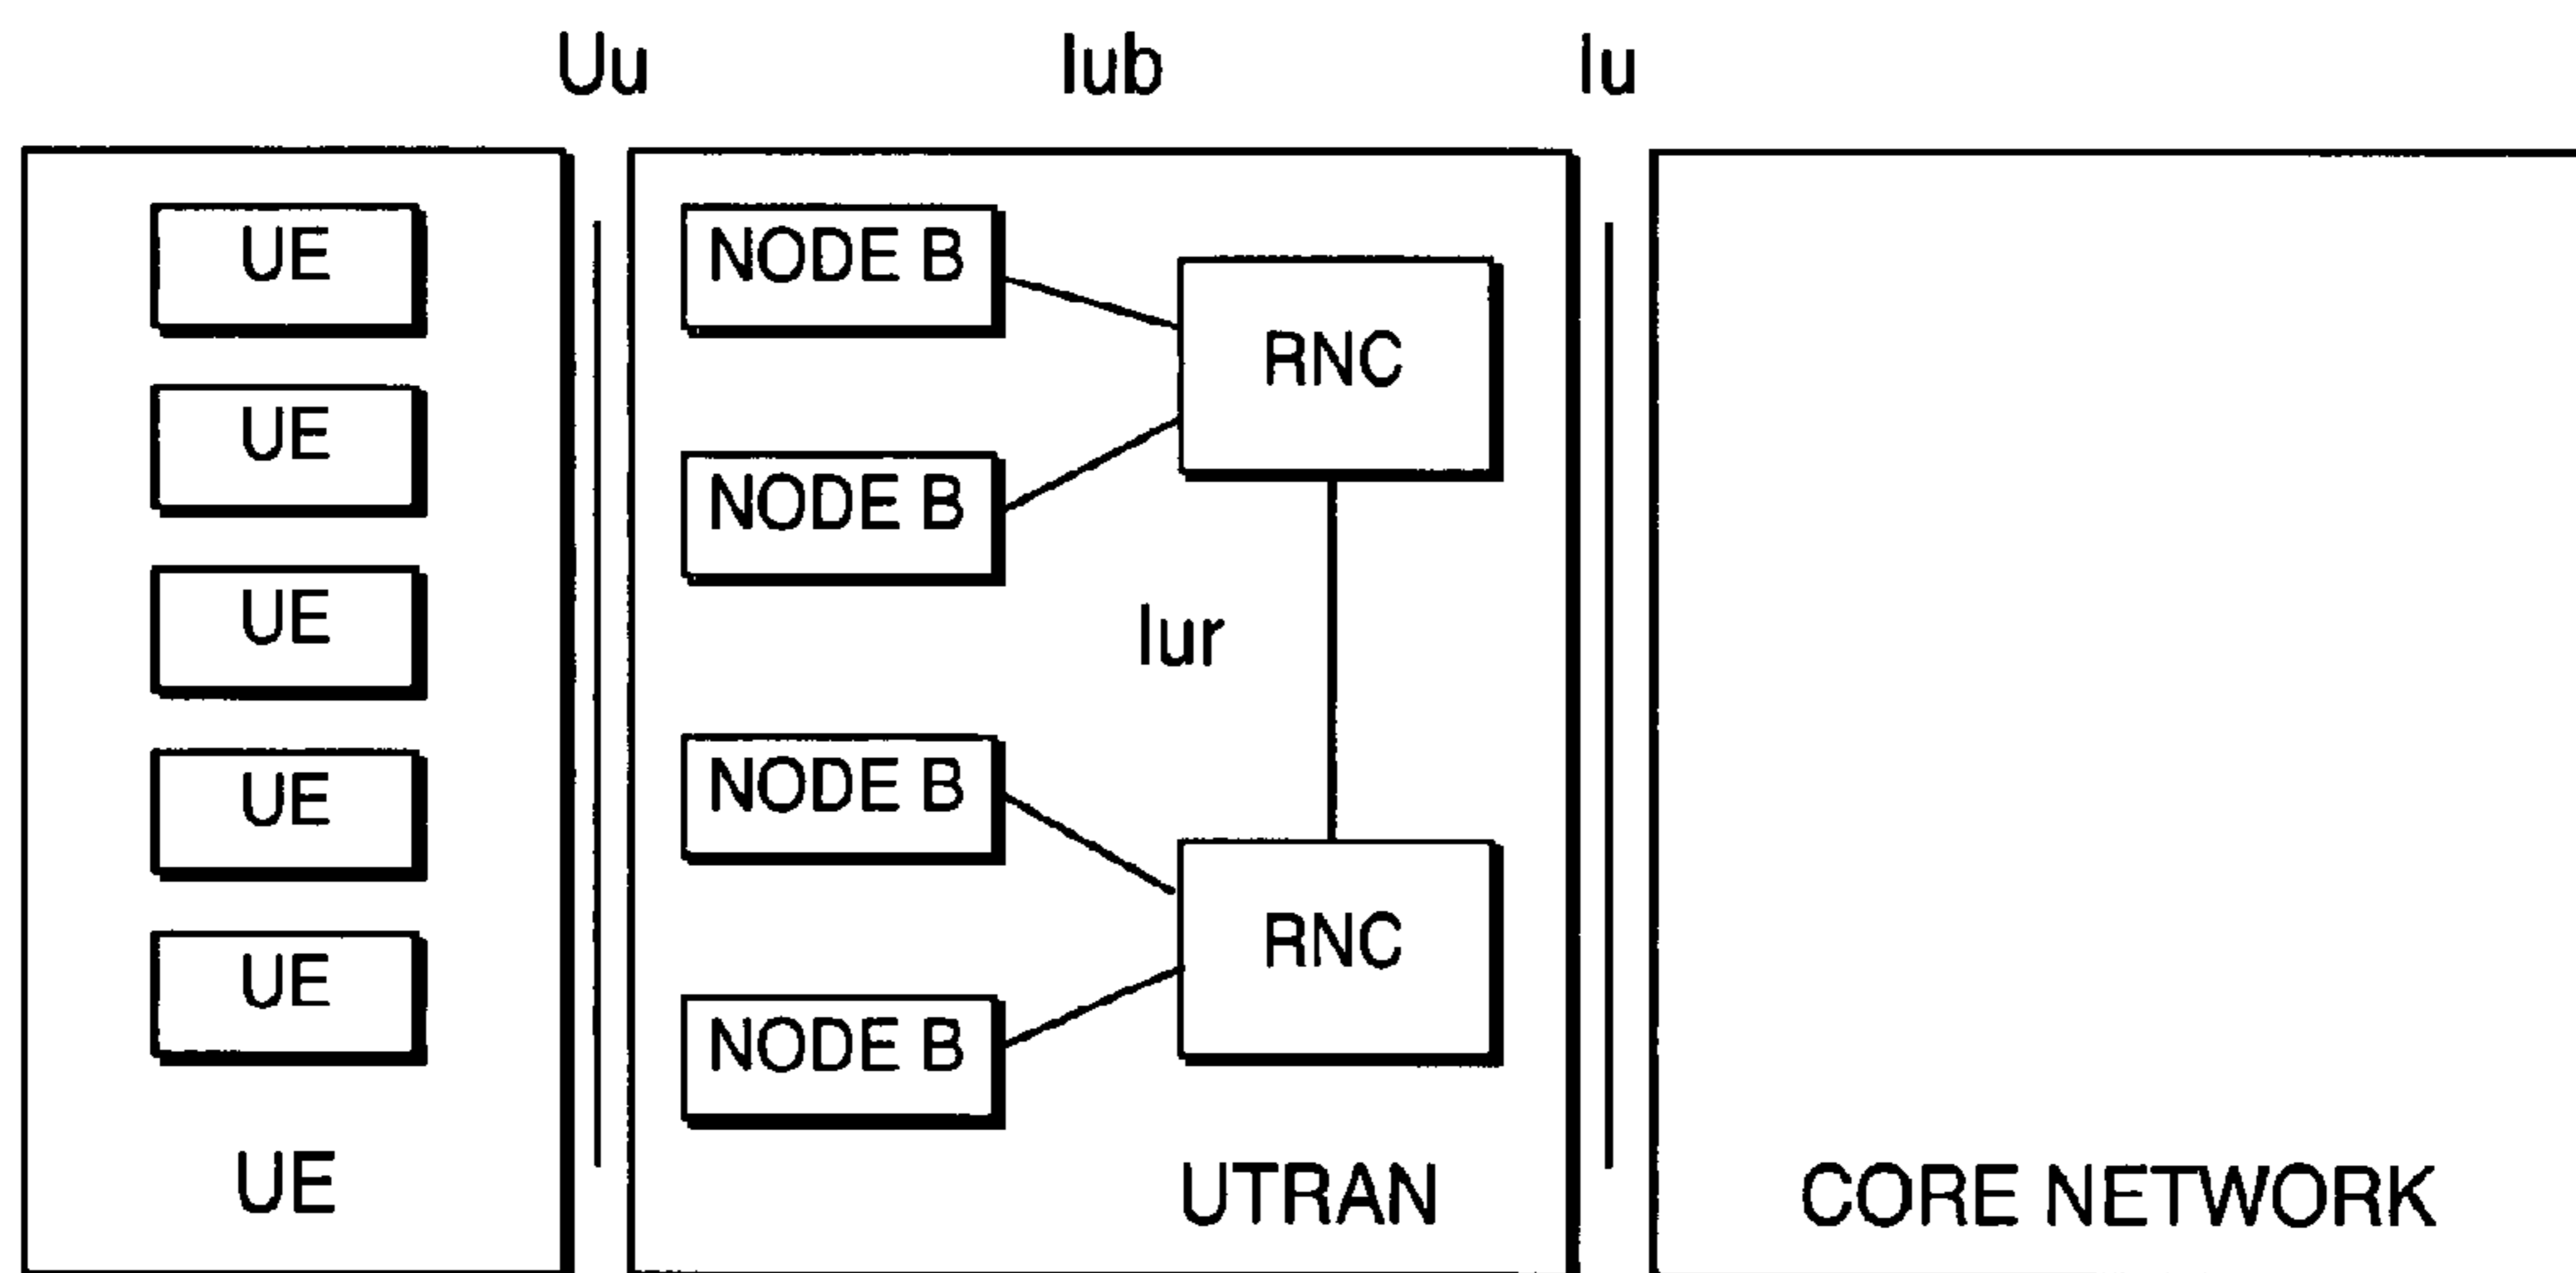 Uu
Iub
Iu
UE
UE
UE
UE
UE
UE
NODE B
NODE B
NODE B
NODE B
RNC
Iur
RNC
UTRAN
CORE NETWORK